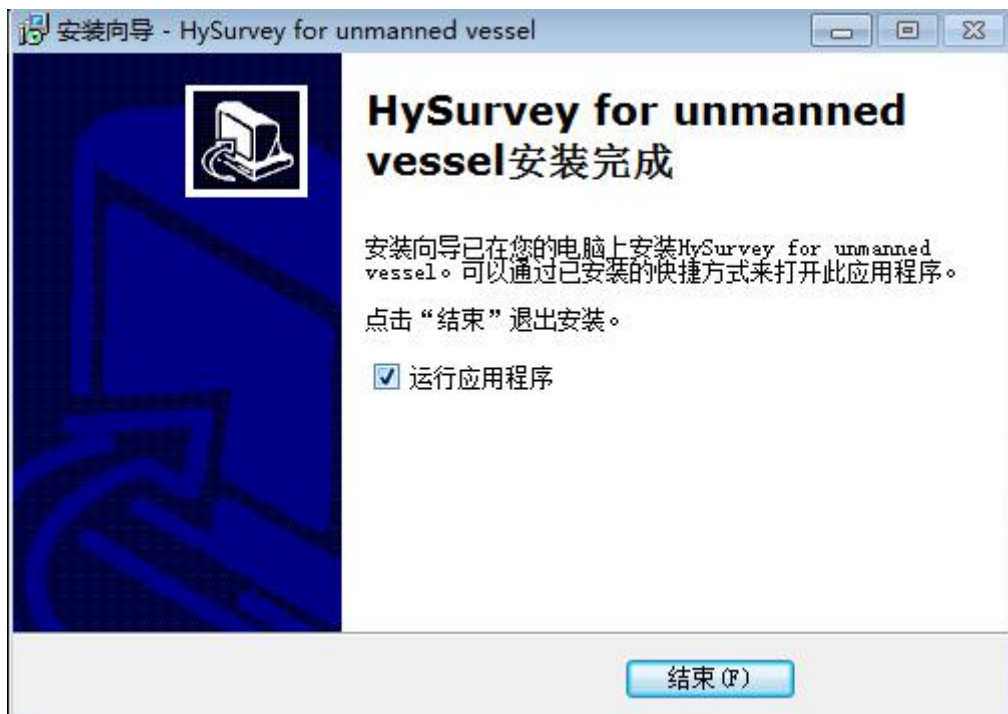 安装向导 - HySurvey for unmanned vessel
HySurvey for unmanned
vessel安装完成
安装向导已在您的电脑上安装HySurvey for unmanned
vessel。可以通过已安装的快捷方式来打开此应用程序。
点击“结束”退出安装。
运行应用程序
结束(F)